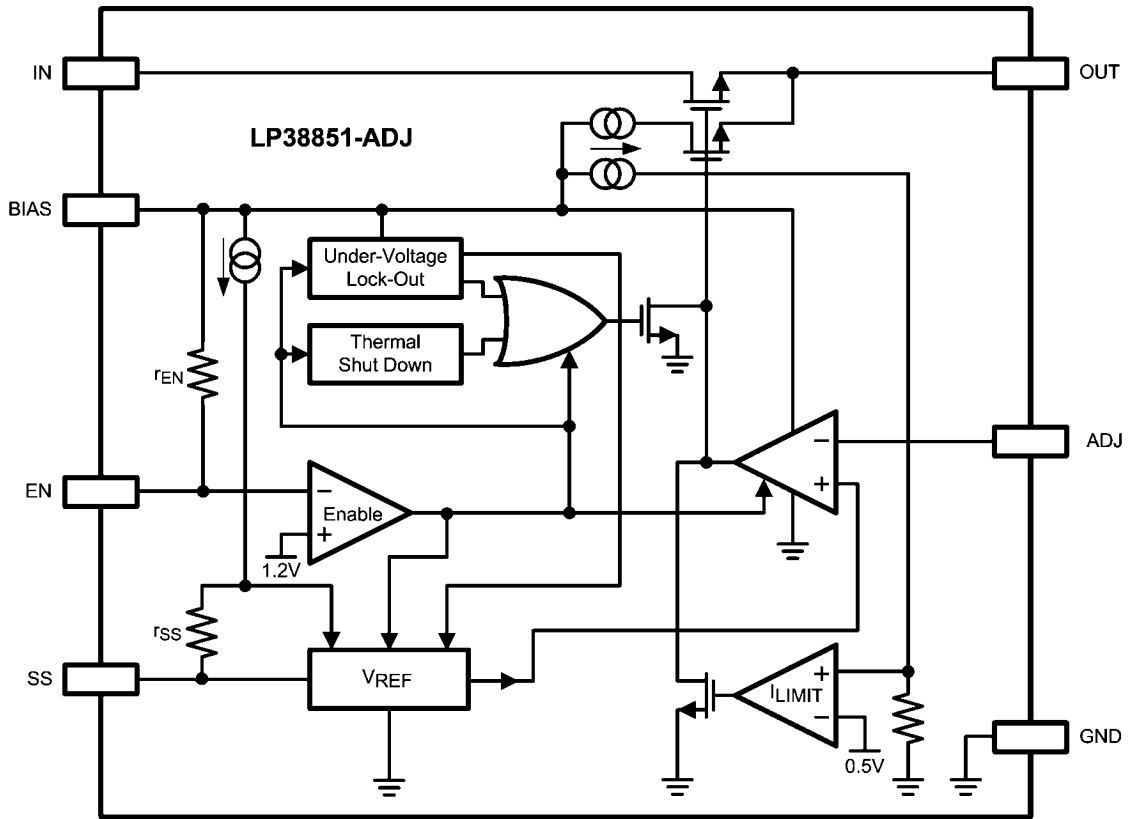 IN
OUT
LP38851-ADJ
BIAS
Under-Voltage
Lock-Out
Thermal
Shut Down
rEN
ADJ
−
+
EN
−
Enable
+
1.2V
rSS
SS
VREF
+
ILIMIT
−
0.5V
GND